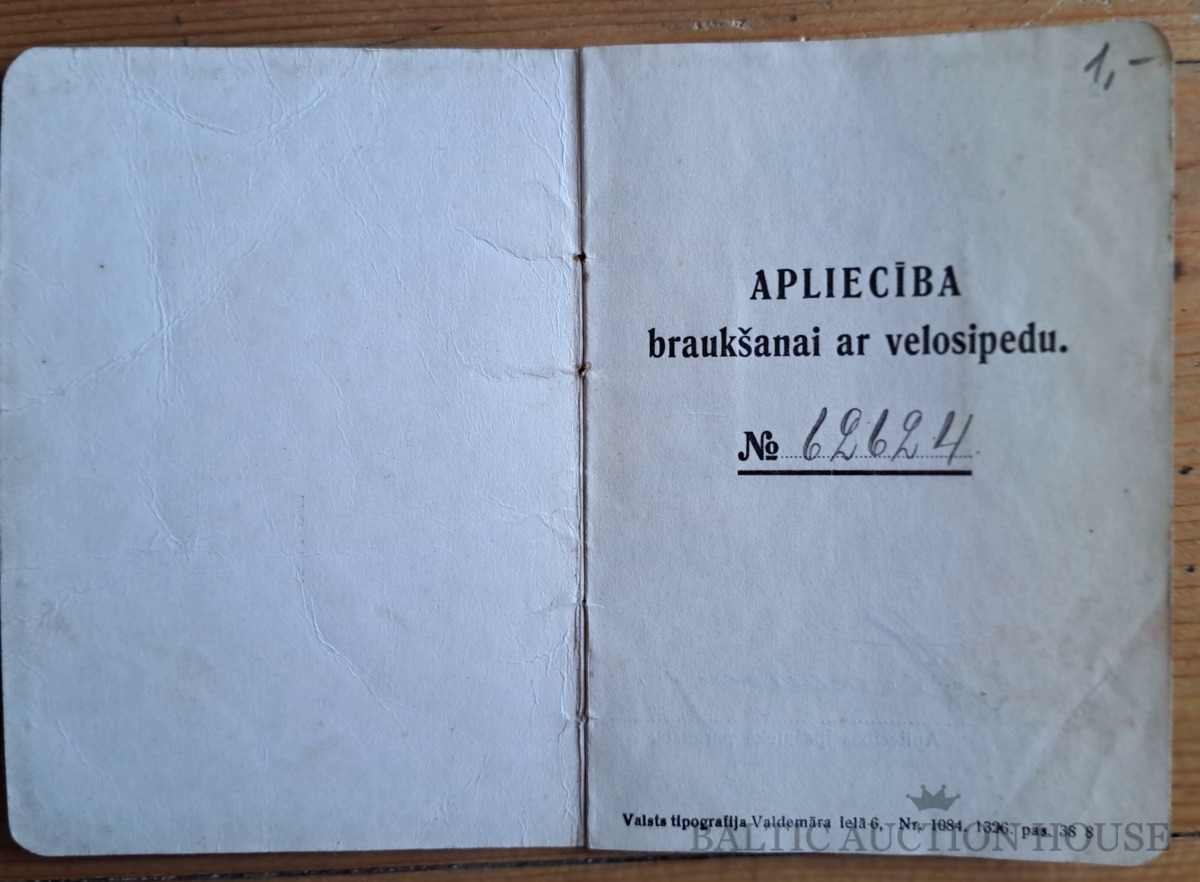 1,-
APLIECĪBA
braukšanai ar velosipedu.
№ 62624
Valsts tipografija Valdemāra ielā 6, Nr. 1084. 1326. pas. 38 8
BALTIC AUCTION HOUSE